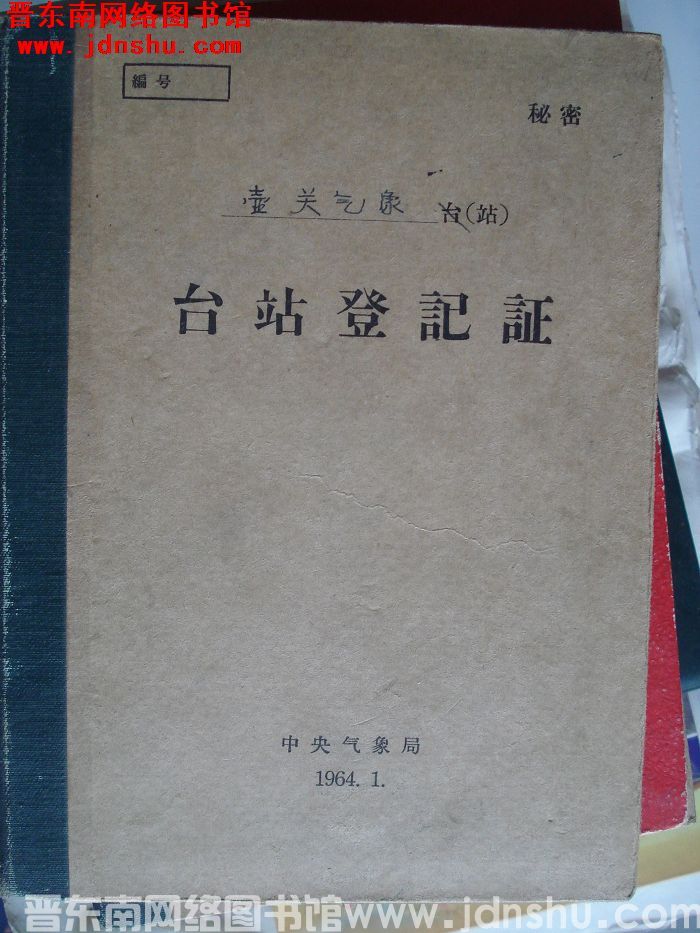 晋东南网络图书馆
www.jdnshu.com
編号
秘密
壶关气象台(站)
台站登記証
中央气象局
1964.1.
晋东南网络图书馆www.jdnshu.com